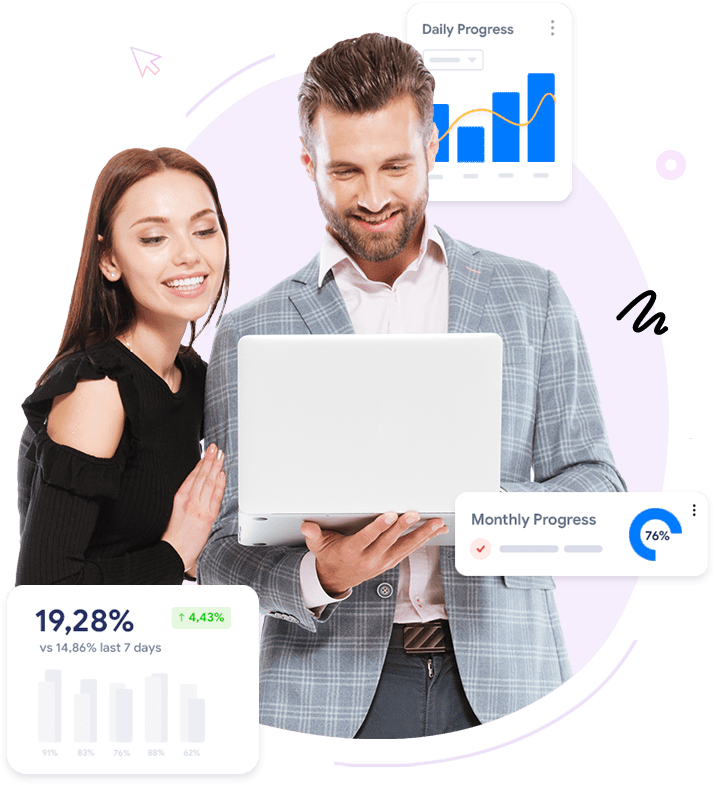 Daily Progress
Monthly Progress
76%
19,28%
↑ 4,43%
vs 14,86% last 7 days
91% 83% 76% 88% 62%